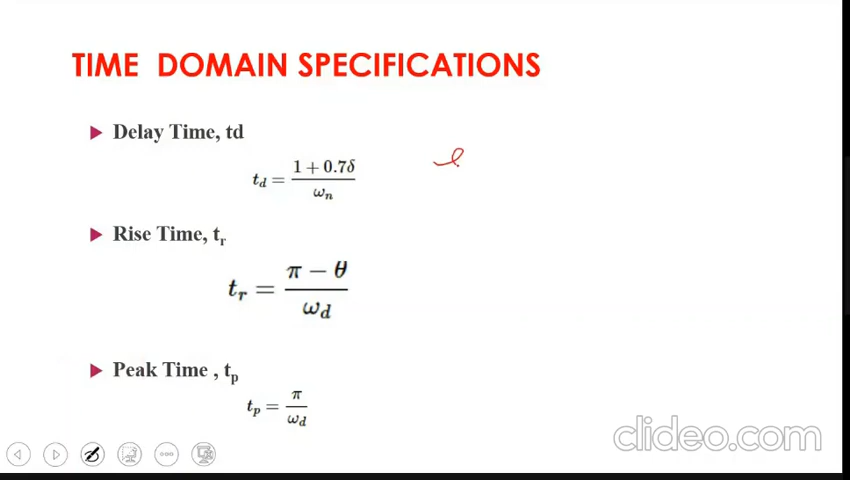 TIME DOMAIN SPECIFICATIONS
Delay Time, td
t_d = (1 + 0.7δ) / ω_n
Rise Time, t_r
t_r = (π − θ) / ω_d
Peak Time , t_p
t_p = π / ω_d
clideo.com